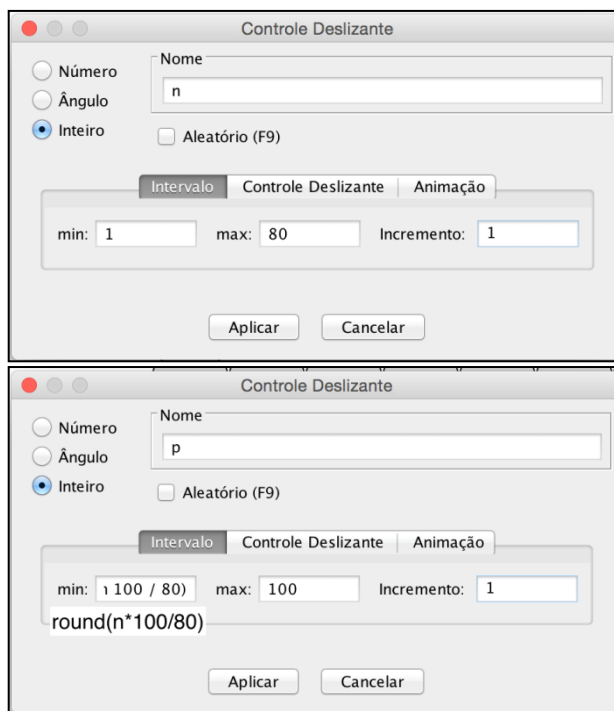 Controle Deslizante
Número
Ângulo
Inteiro
Nome
n
Aleatório (F9)
Intervalo Controle Deslizante Animação
min: 1 max: 80 Incremento: 1
Aplicar Cancelar
Controle Deslizante
Número
Ângulo
Inteiro
Nome
p
Aleatório (F9)
Intervalo Controle Deslizante Animação
min: 100 / 80) max: 100 Incremento: 1
round(n*100/80)
Aplicar Cancelar